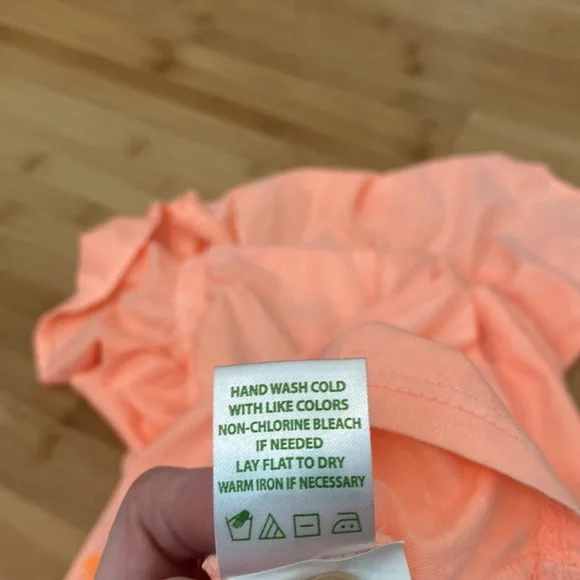 HAND WASH COLD
WITH LIKE COLORS
NON-CHLORINE BLEACH
IF NEEDED
LAY FLAT TO DRY
WARM IRON IF NECESSARY